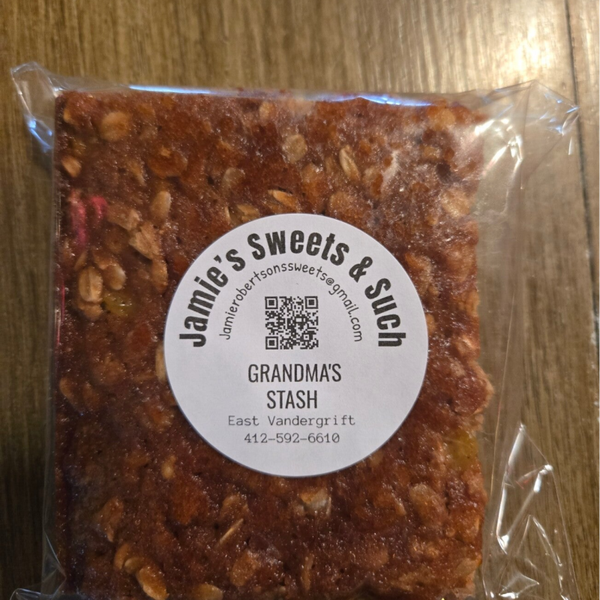 Jamie's Sweets & Such
Jamierobertsonssweets@gmail.com
GRANDMA'S
STASH
East Vandergrift
412-592-6610